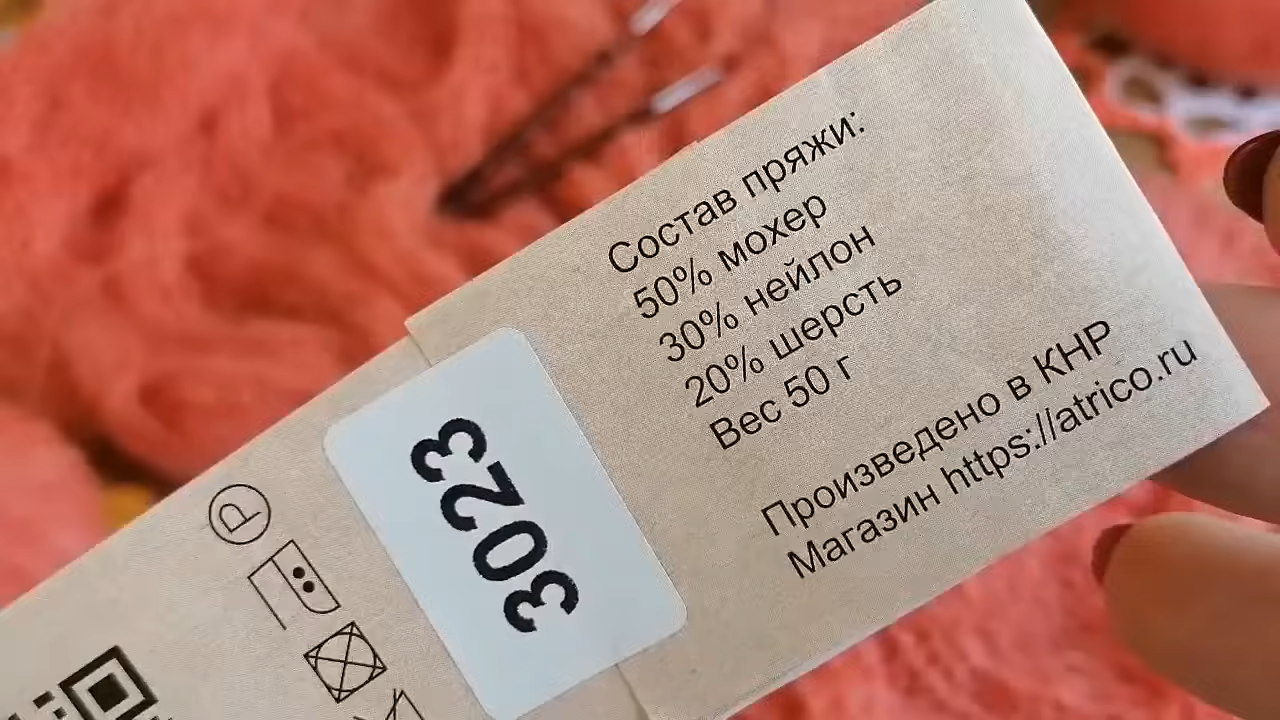 Состав пряжи:
50% мохер
30% нейлон
20% шерсть
Вес 50 г
Произведено в КНР
Магазин https://atrico.ru
3023
P